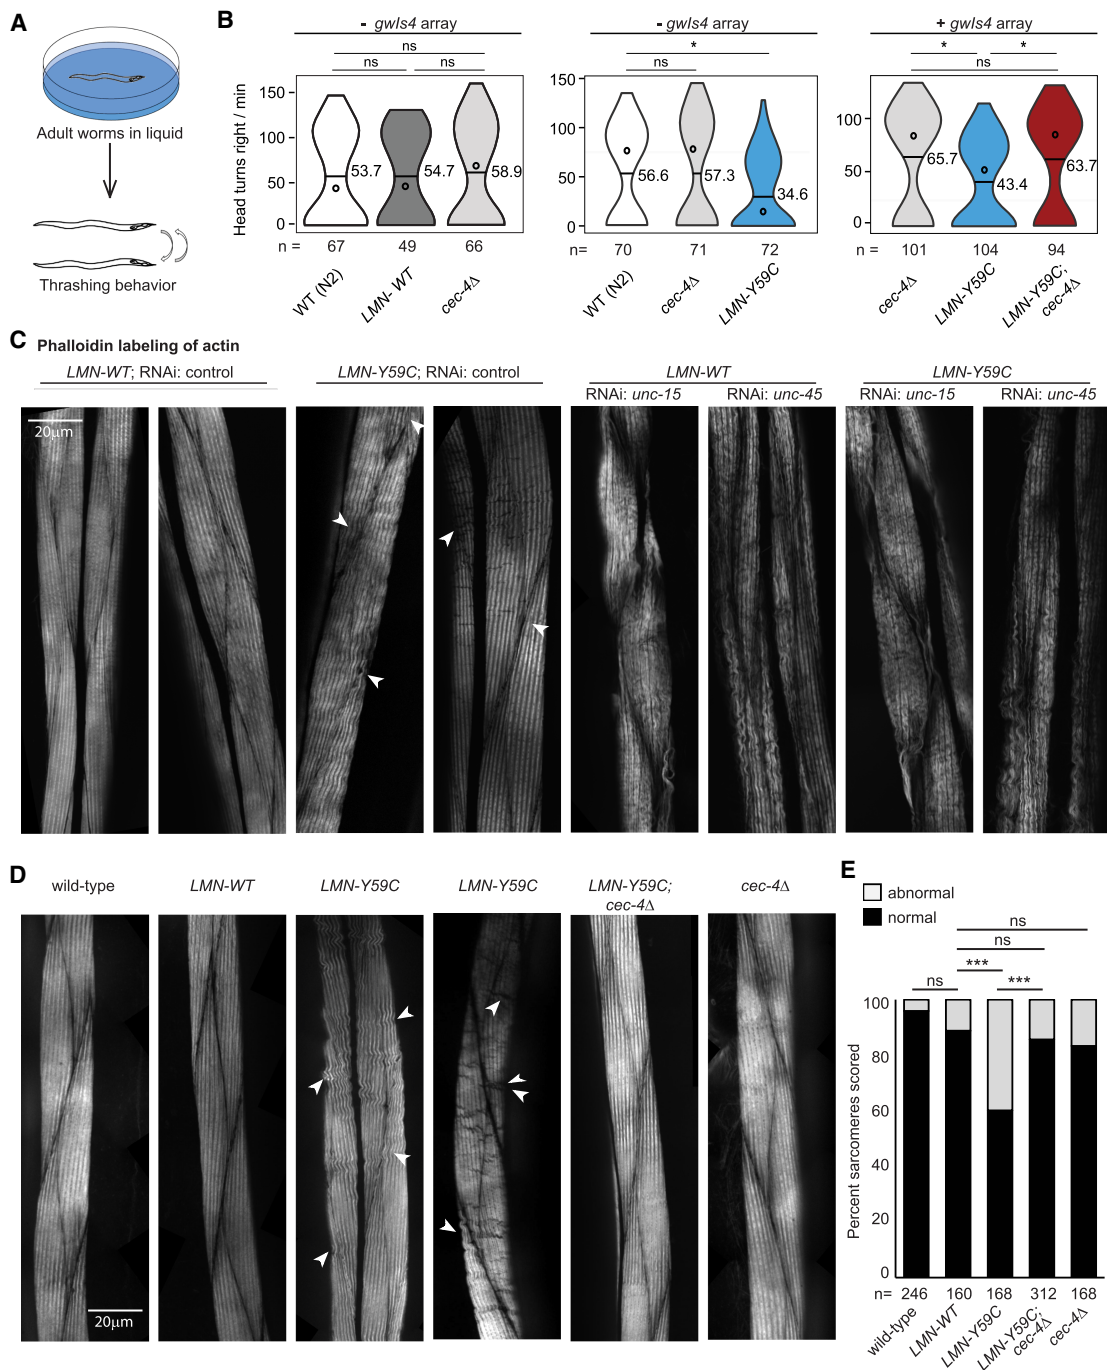 A
Adult worms in liquid
Thrashing behavior
B
- gwIs4 array
ns
ns
ns
Head turns right / min
150
100
50
0
53.7
54.7
58.9
n =
67
49
66
WT (N2)
LMN- WT
cec-4Δ
- gwIs4 array
*
ns
150
100
50
0
56.6
57.3
34.6
n=
70
71
72
WT (N2)
cec-4Δ
LMN-Y59C
+ gwIs4 array
*
*
ns
100
50
0
65.7
43.4
63.7
n =
101
104
94
cec-4Δ
LMN-Y59C
LMN-Y59C;
cec-4Δ
C
Phalloidin labeling of actin
LMN-WT; RNAi: control
LMN-Y59C; RNAi: control
LMN-WT
RNAi: unc-15
RNAi: unc-45
LMN-Y59C
RNAi: unc-15
RNAi: unc-45
20μm
D
wild-type
LMN-WT
LMN-Y59C
LMN-Y59C
LMN-Y59C;
cec-4Δ
cec-4Δ
20μm
E
abnormal
normal
ns
ns
***
ns
***
Percent sarcomeres scored
100
80
60
40
20
0
n=
246
160
168
312
168
wild-type
LMN-WT
LMN-Y59C
LMN-Y59C;
cec-4Δ
cec-4Δ